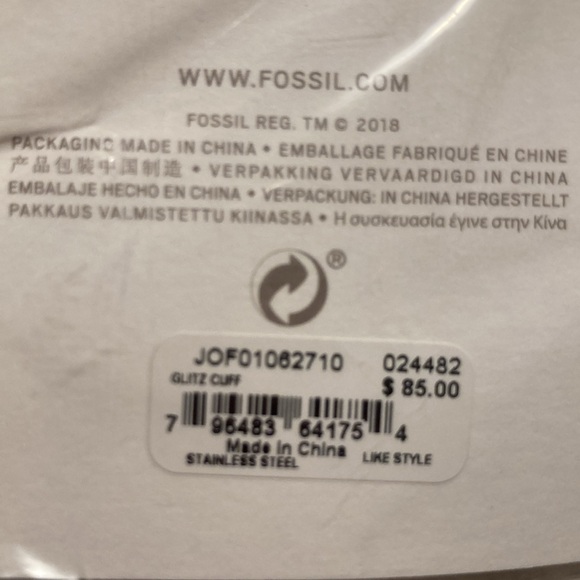 WWW.FOSSIL.COM
FOSSIL REG. TM © 2018
PACKAGING MADE IN CHINA • EMBALLAGE FABRIQUÉ EN CHINE
产品包装中国制造 • VERPAKKING VERVAARDIGD IN CHINA
EMBALAJE HECHO EN CHINA • VERPACKUNG: IN CHINA HERGESTELLT
PAKKAUS VALMISTETTU KIINASSA • Η συσκευασία έγινε στην Κίνα
®
JOF01062710 024482
GLITZ CUFF $ 85.00
7 96483 64175 4
Made In China
STAINLESS STEEL LIKE STYLE